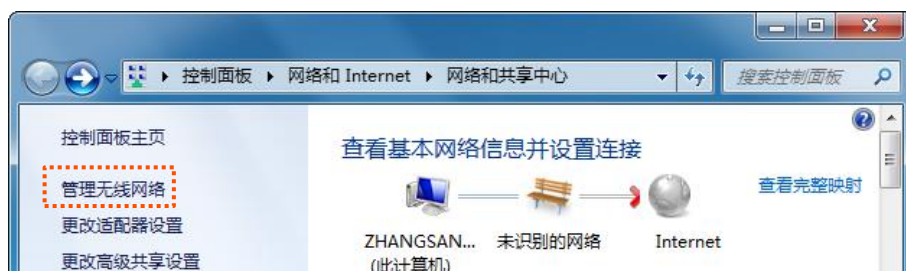 控制面板 ▸ 网络和 Internet ▸ 网络和共享中心
搜索控制面板
控制面板主页
管理无线网络
更改适配器设置
更改高级共享设置
查看基本网络信息并设置连接
查看完整映射
ZHANGSAN...
(此计算机)
未识别的网络
Internet